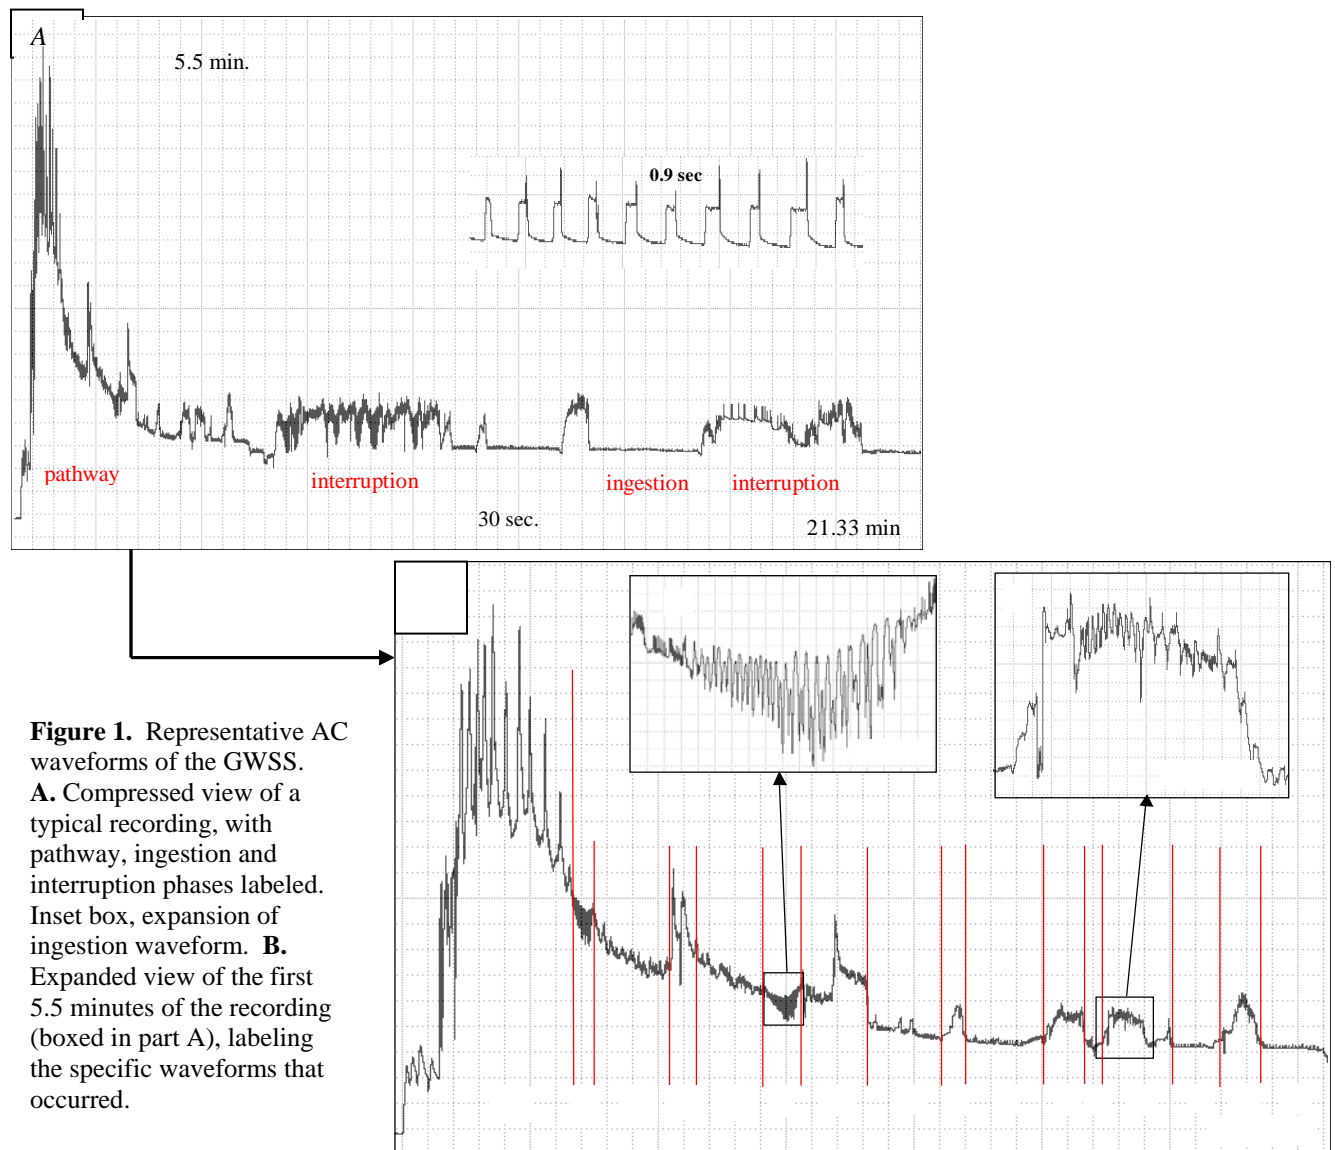 A
5.5 min.
0.9 sec
pathway
interruption
ingestion
interruption
30 sec.
21.33 min
Figure 1. Representative AC
waveforms of the GWSS.
A. Compressed view of a
typical recording, with
pathway, ingestion and
interruption phases labeled.
Inset box, expansion of
ingestion waveform. B.
Expanded view of the first
5.5 minutes of the recording
(boxed in part A), labeling
the specific waveforms that
occurred.